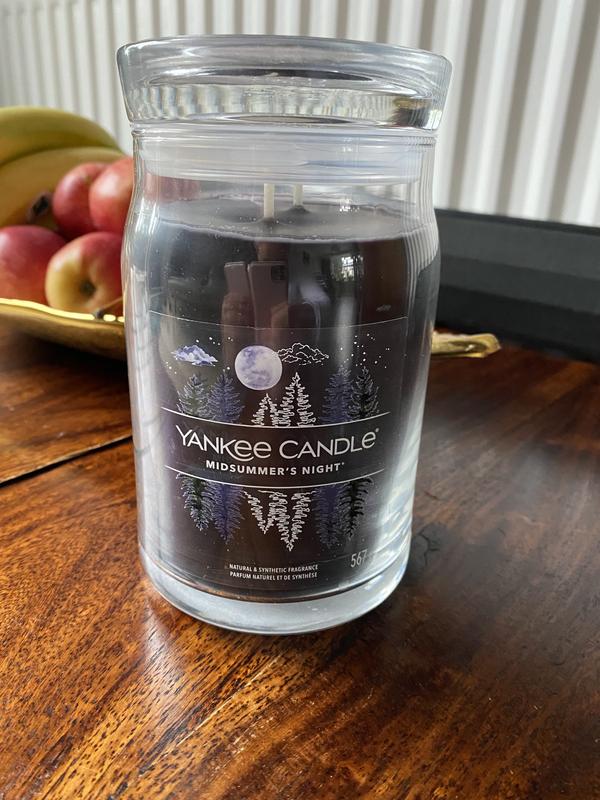 YANKEE CANDLE®
MIDSUMMER'S NIGHT®
NATURAL & SYNTHETIC FRAGRANCE
PARFUM NATUREL ET DE SYNTHÈSE
567